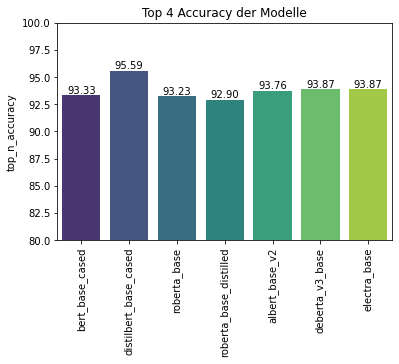 Top 4 Accuracy der Modelle
top_n_accuracy
100.0
97.5
95.0
92.5
90.0
87.5
85.0
82.5
80.0
93.33
95.59
93.23
92.90
93.76
93.87
93.87
bert_base_cased
distilbert_base_cased
roberta_base
roberta_base_distilled
albert_base_v2
deberta_v3_base
electra_base